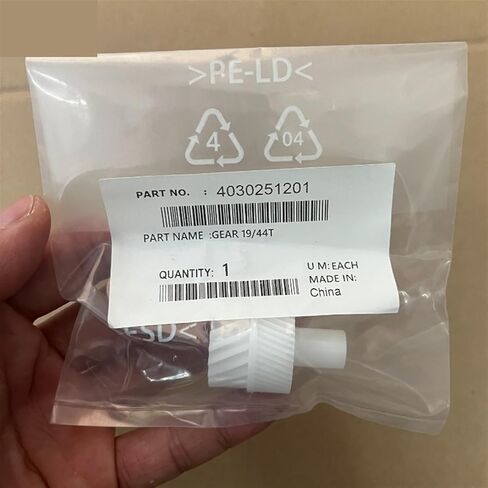 >PE-LD<
4
04
PART NO. : 4030251201
PART NAME :GEAR 19/44T
QUANTITY: 1
U M: EACH
MADE IN:
China